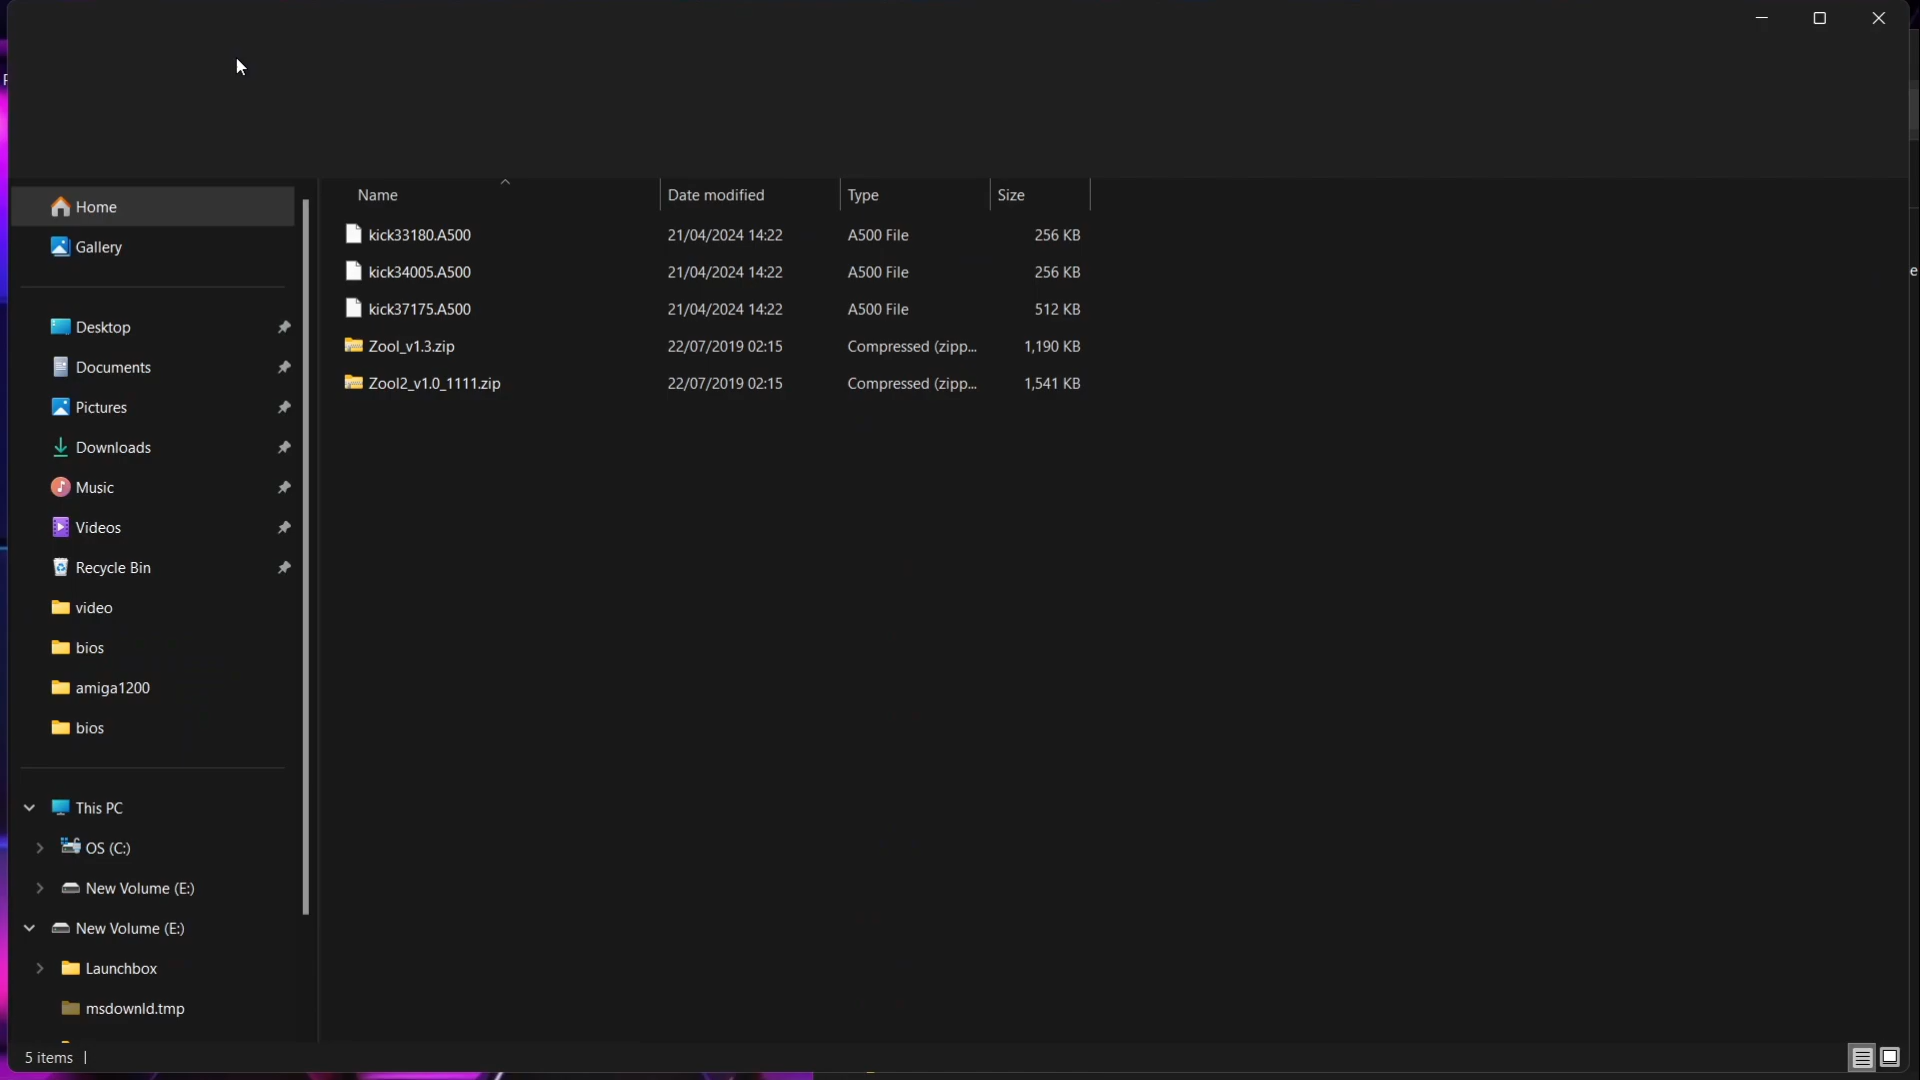 Home
Gallery
Desktop
Documents
Pictures
Downloads
Music
Videos
Recycle Bin
video
bios
amiga1200
bios
This PC
OS (C:)
New Volume (E:)
New Volume (E:)
Launchbox
msdownld.tmp
Name Date modified Type Size
kick33180.A500 21/04/2024 14:22 A500 File 256 KB
kick34005.A500 21/04/2024 14:22 A500 File 256 KB
kick37175.A500 21/04/2024 14:22 A500 File 512 KB
Zool_v1.3.zip 22/07/2019 02:15 Compressed (zipp... 1,190 KB
Zool2_v1.0_1111.zip 22/07/2019 02:15 Compressed (zipp... 1,541 KB
5 items